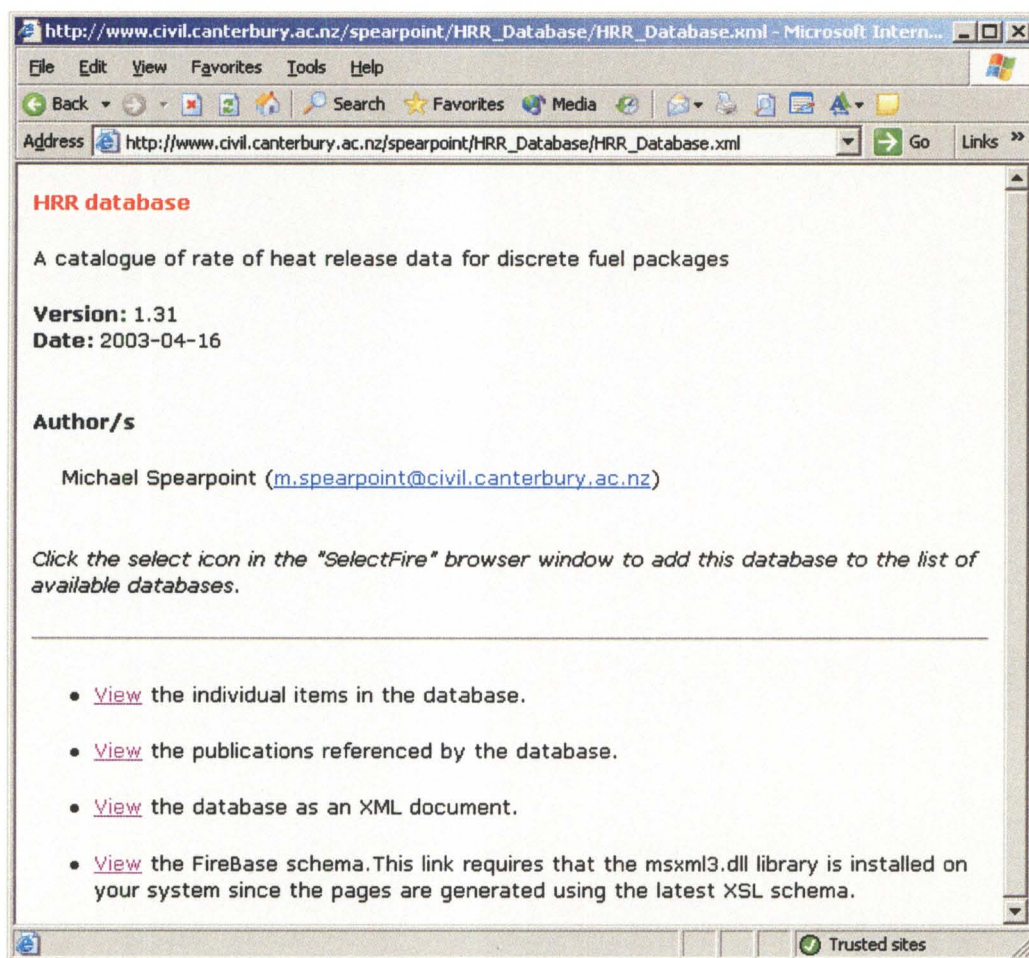 http://www.civil.canterbury.ac.nz/spearpoint/HRR_Database/HRR_Database.xml - Microsoft Intern...
File Edit View Favorites Tools Help
Back Search Favorites Media
Address http://www.civil.canterbury.ac.nz/spearpoint/HRR_Database/HRR_Database.xml Go Links »
HRR database
A catalogue of rate of heat release data for discrete fuel packages
Version: 1.31
Date: 2003-04-16
Author/s
Michael Spearpoint (m.spearpoint@civil.canterbury.ac.nz)
Click the select icon in the "SelectFire" browser window to add this database to the list of
available databases.
• View the individual items in the database.
• View the publications referenced by the database.
• View the database as an XML document.
• View the FireBase schema.This link requires that the msxml3.dll library is installed on
your system since the pages are generated using the latest XSL schema.
Trusted sites